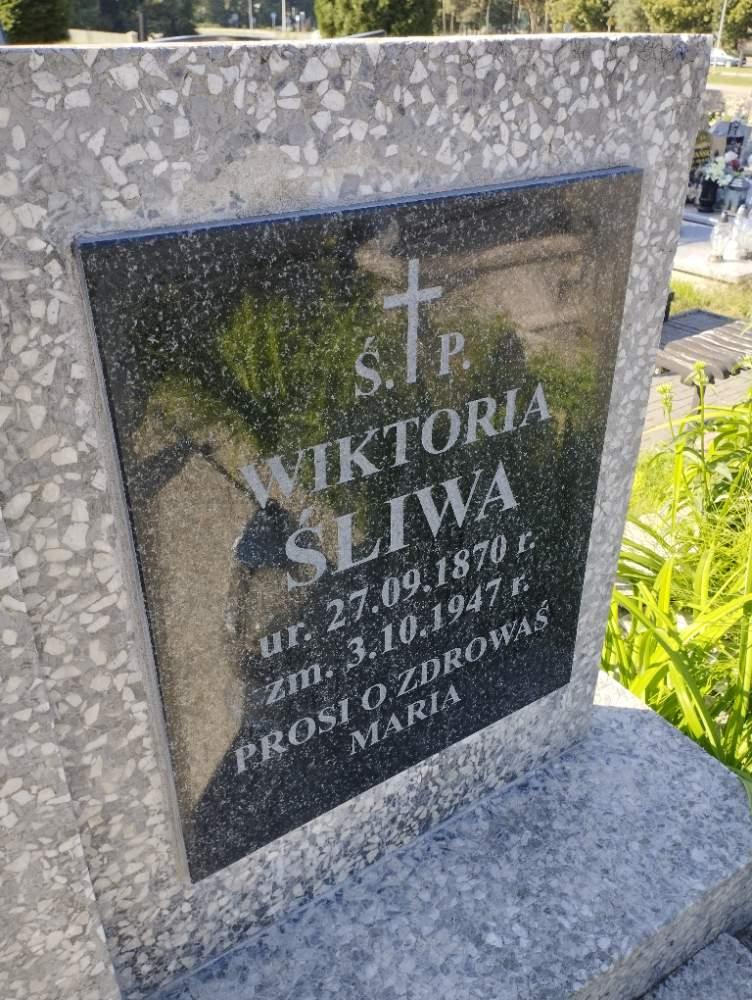 Ś. P.
WIKTORIA
ŚLIWA
ur. 27.09.1870 r.
zm. 3.10.1947 r.
PROSI O ZDROWAŚ
MARIA